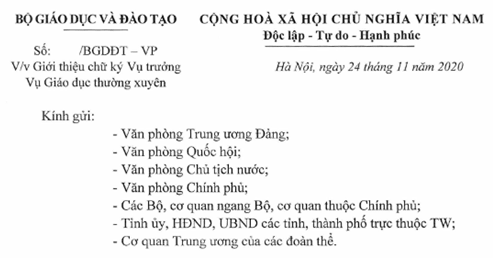 BỘ GIÁO DỤC VÀ ĐÀO TẠO
CỘNG HOÀ XÃ HỘI CHỦ NGHĨA VIỆT NAM
Độc lập - Tự do - Hạnh phúc
Số: /BGDĐT – VP
V/v Giới thiệu chữ ký Vụ trưởng
Vụ Giáo dục thường xuyên
Hà Nội, ngày 24 tháng 11 năm 2020
Kính gửi:
- Văn phòng Trung ương Đảng;
- Văn phòng Quốc hội;
- Văn phòng Chủ tịch nước;
- Văn phòng Chính phủ;
- Các Bộ, cơ quan ngang Bộ, cơ quan thuộc Chính phủ;
- Tỉnh ủy, HĐND, UBND các tỉnh, thành phố trực thuộc TW;
- Cơ quan Trung ương của các đoàn thể.